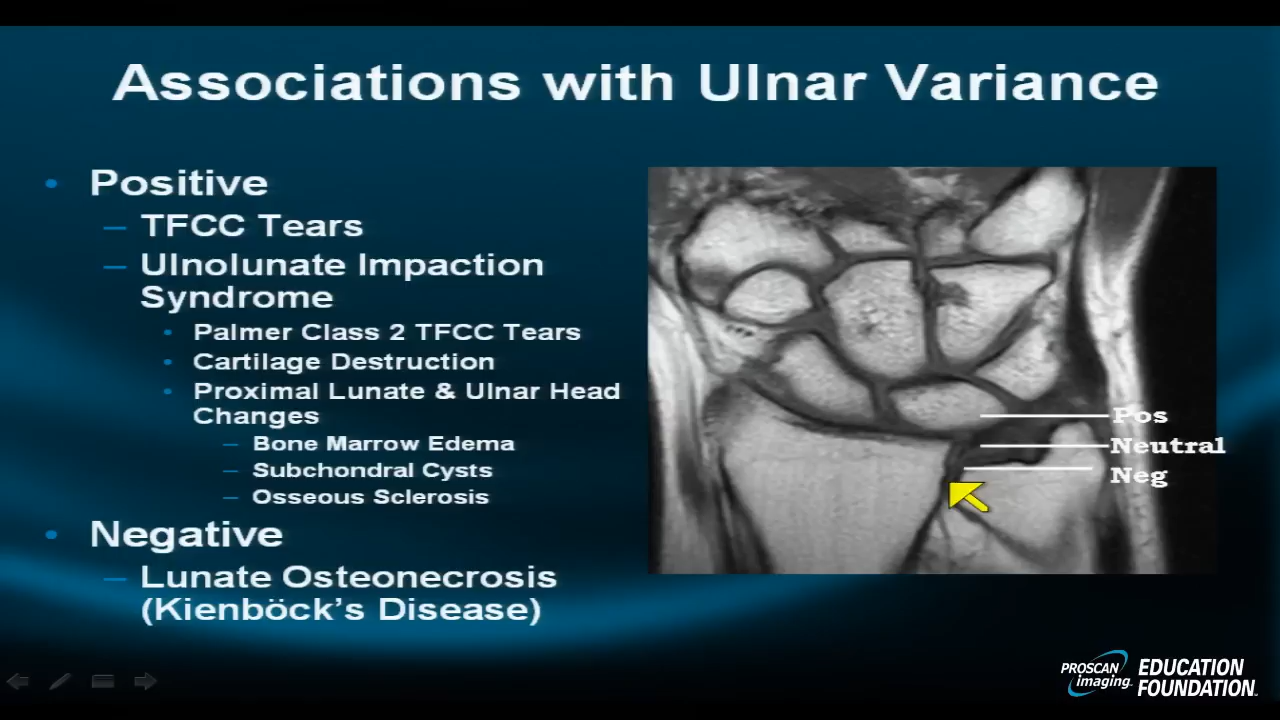 Associations with Ulnar Variance
• Positive
– TFCC Tears
– Ulnolunate Impaction
Syndrome
• Palmer Class 2 TFCC Tears
• Cartilage Destruction
• Proximal Lunate & Ulnar Head
Changes
– Bone Marrow Edema
– Subchondral Cysts
– Osseous Sclerosis
• Negative
– Lunate Osteonecrosis
(Kienböck's Disease)
Pos
Neutral
Neg
PROSCAN
imaging
EDUCATION
FOUNDATION